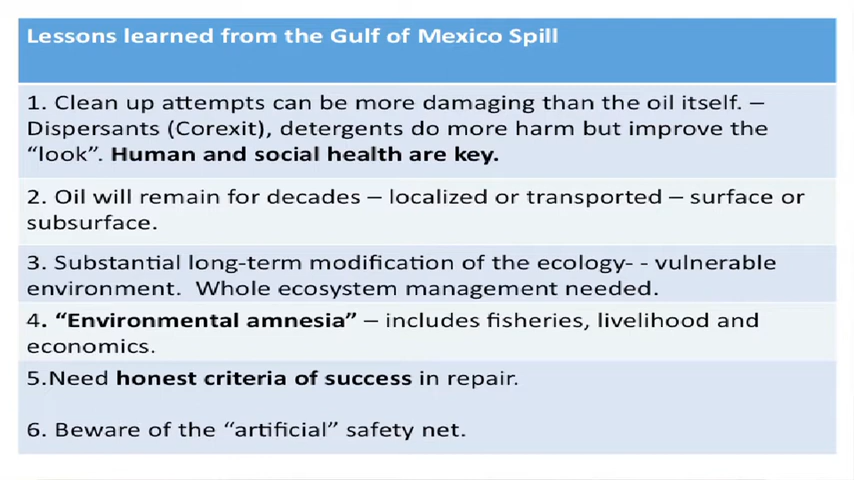 Lessons learned from the Gulf of Mexico Spill
1. Clean up attempts can be more damaging than the oil itself. –
Dispersants (Corexit), detergents do more harm but improve the
“look”. Human and social health are key.
2. Oil will remain for decades – localized or transported – surface or
subsurface.
3. Substantial long-term modification of the ecology- - vulnerable
environment.  Whole ecosystem management needed.
4. “Environmental amnesia” – includes fisheries, livelihood and
economics.
5.Need honest criteria of success in repair.
6. Beware of the “artificial” safety net.